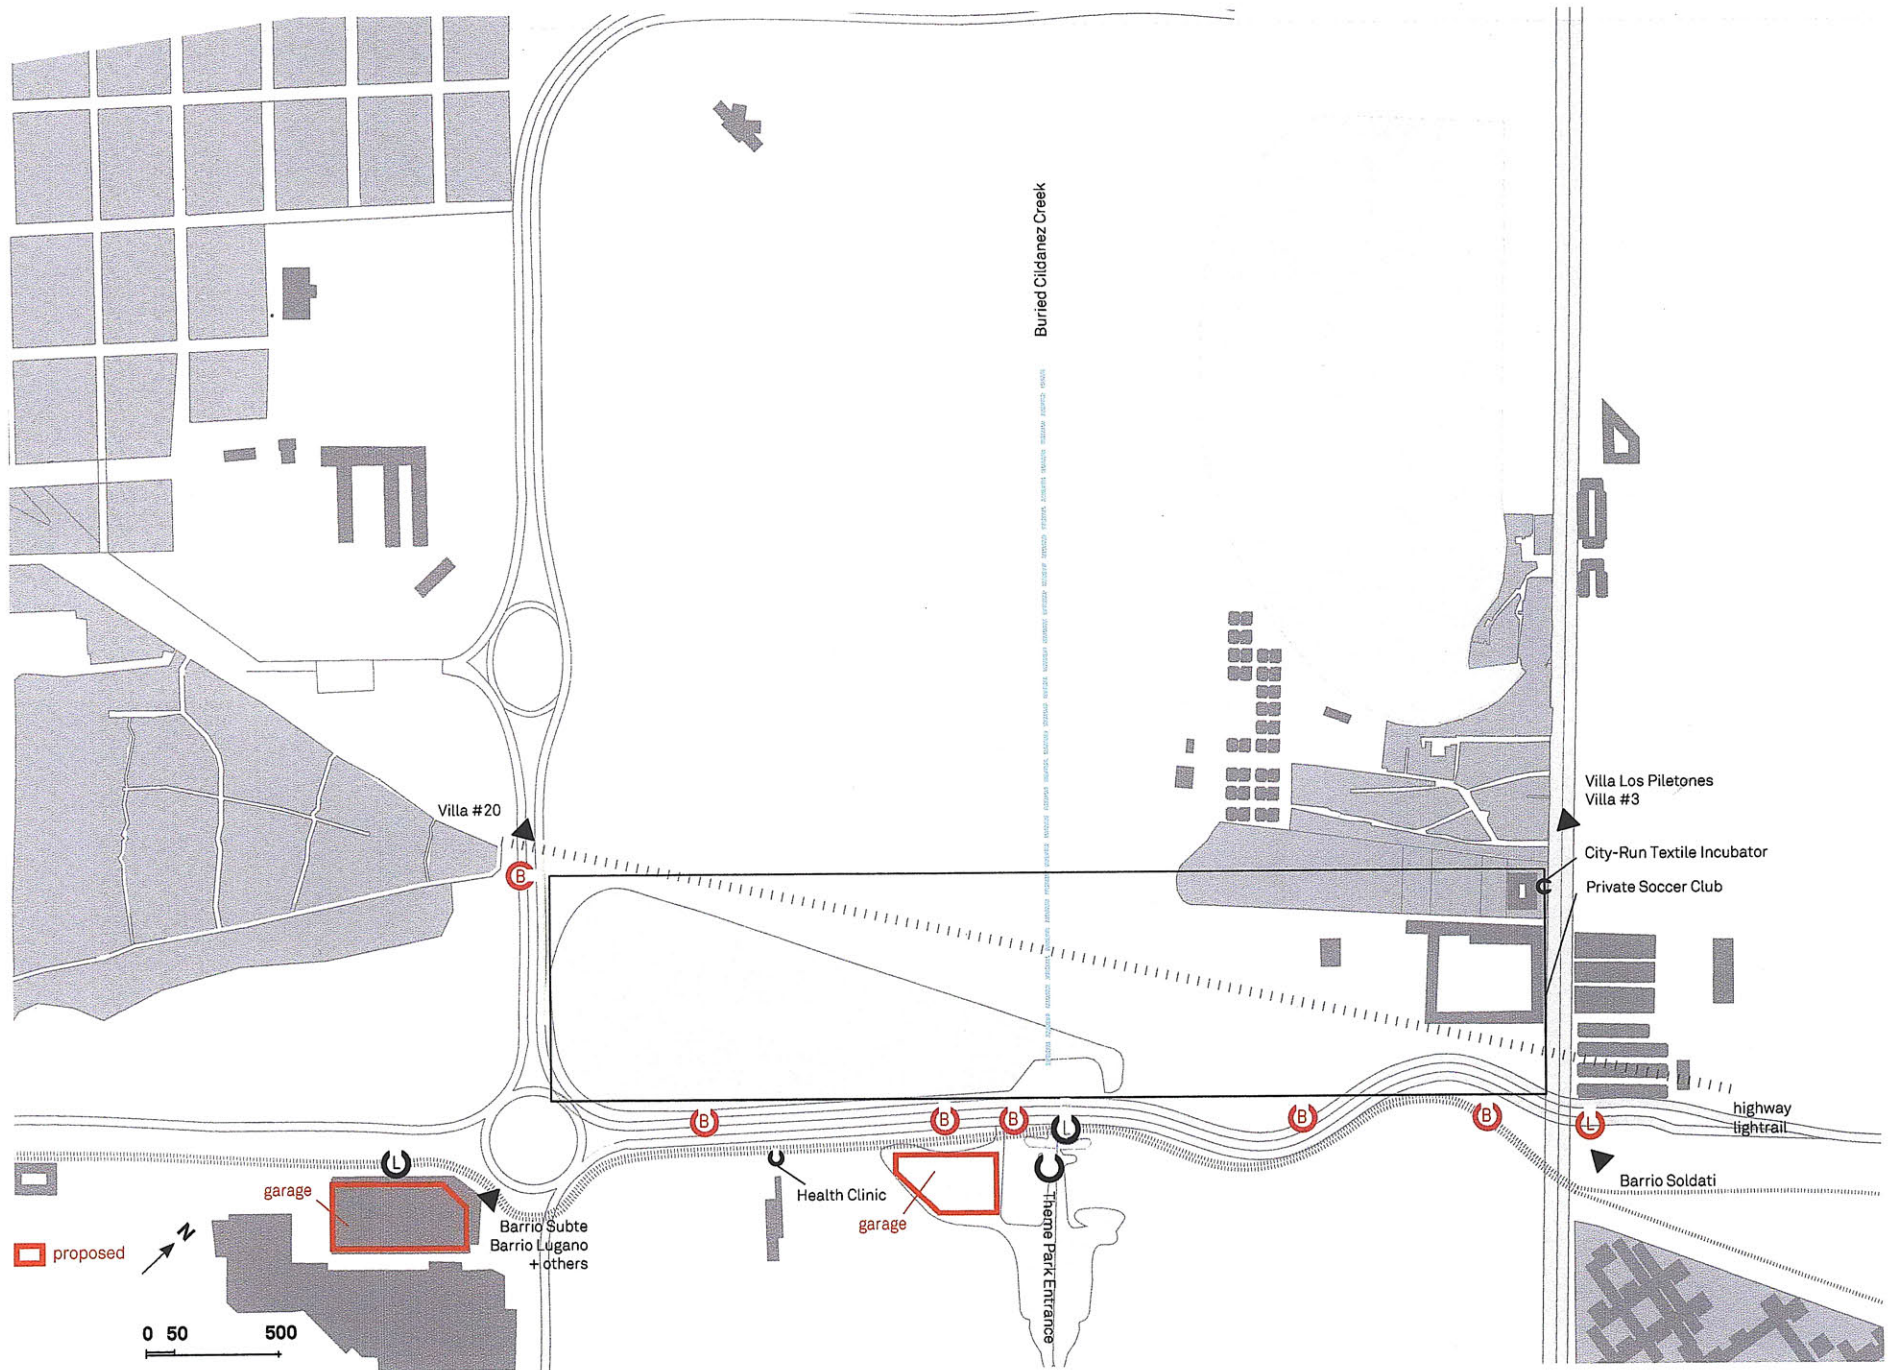 Buried Cildanez Creek
Villa #20
B
Villa Los Piletones
Villa #3
City-Run Textile Incubator
Private Soccer Club
B
B
B
L
B
B
L
highway
lightrail
L
Health Clinic
garage
garage
Theme Park Entrance
Barrio Soldati
Barrio Subte
Barrio Lugano
+ others
N
proposed
0 50 500